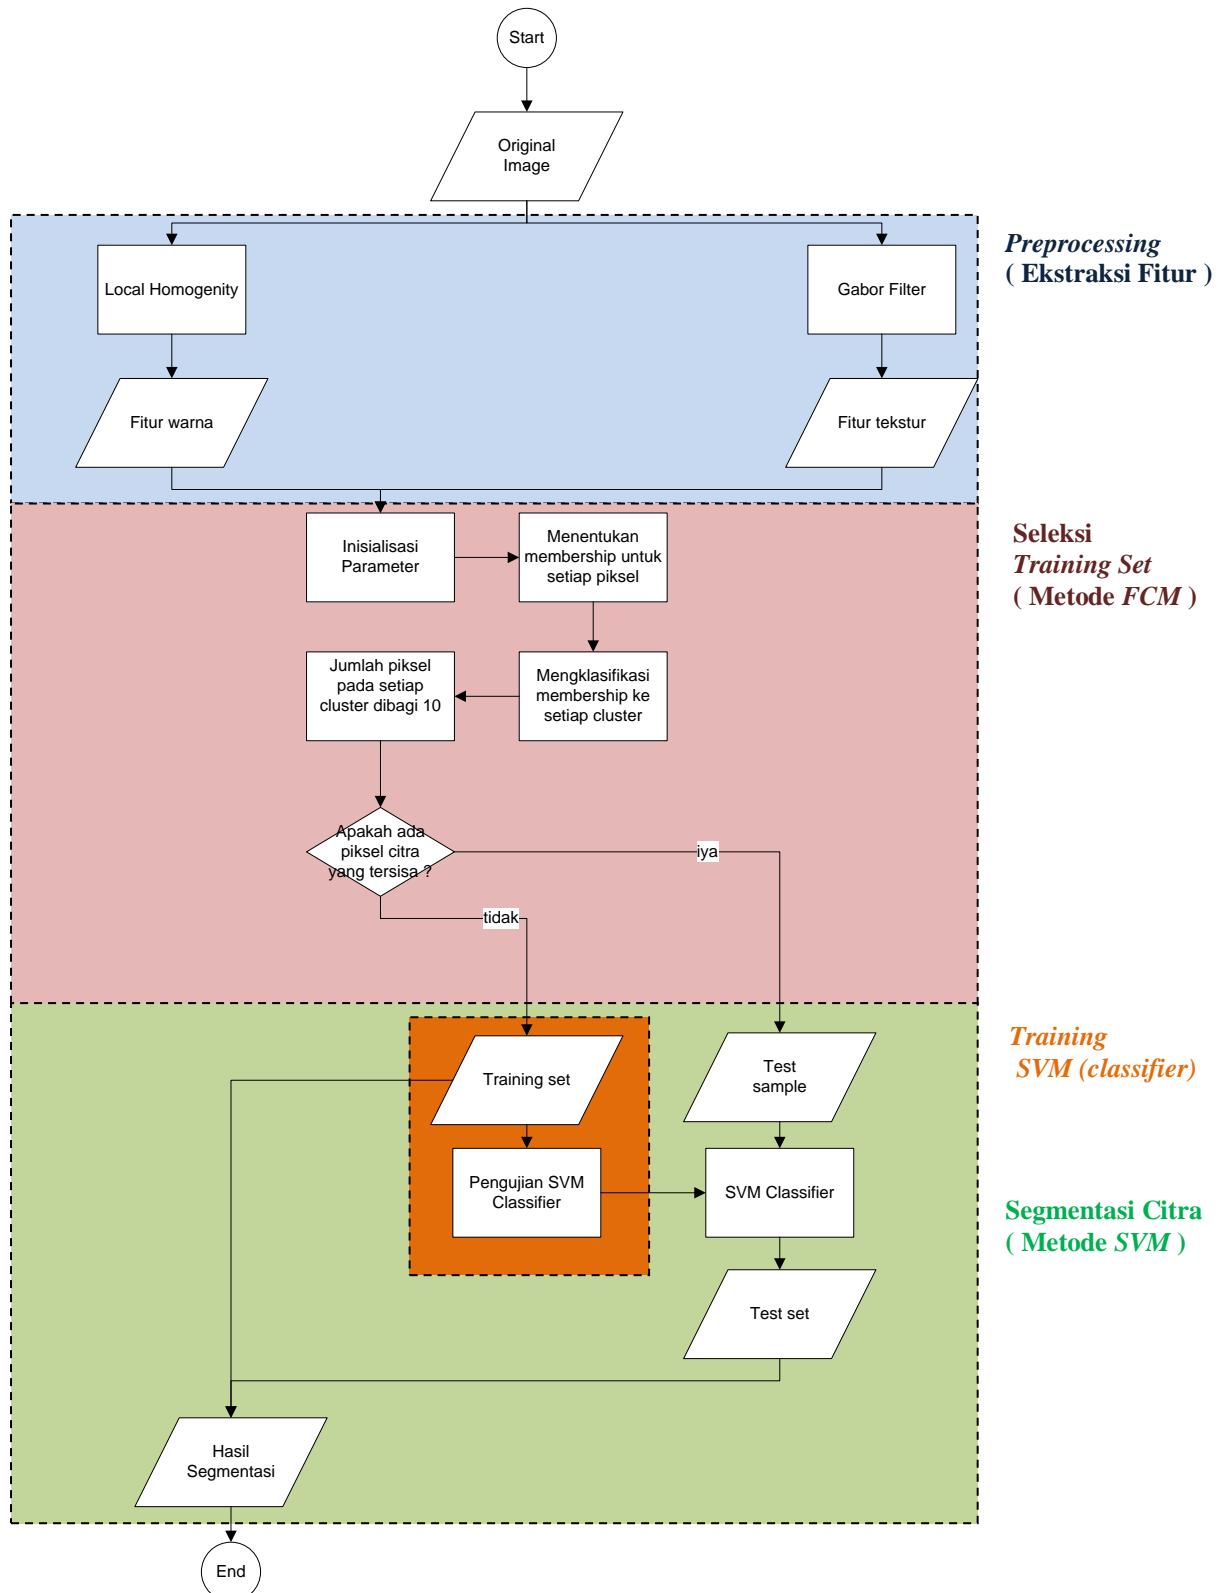 Start
Original
Image
Preprocessing
( Ekstraksi Fitur )
Local Homogenity
Gabor Filter
Fitur warna
Fitur tekstur
Inisialisasi
Parameter
Menentukan
membership untuk
setiap piksel
Seleksi
Training Set
( Metode FCM )
Jumlah piksel
pada setiap
cluster dibagi 10
Mengklasifikasi
membership ke
setiap cluster
Apakah ada
piksel citra
yang tersisa ?
iya
tidak
Training set
Test
sample
Training
SVM (classifier)
Pengujian SVM
Classifier
SVM Classifier
Segmentasi Citra
( Metode SVM )
Test set
Hasil
Segmentasi
End